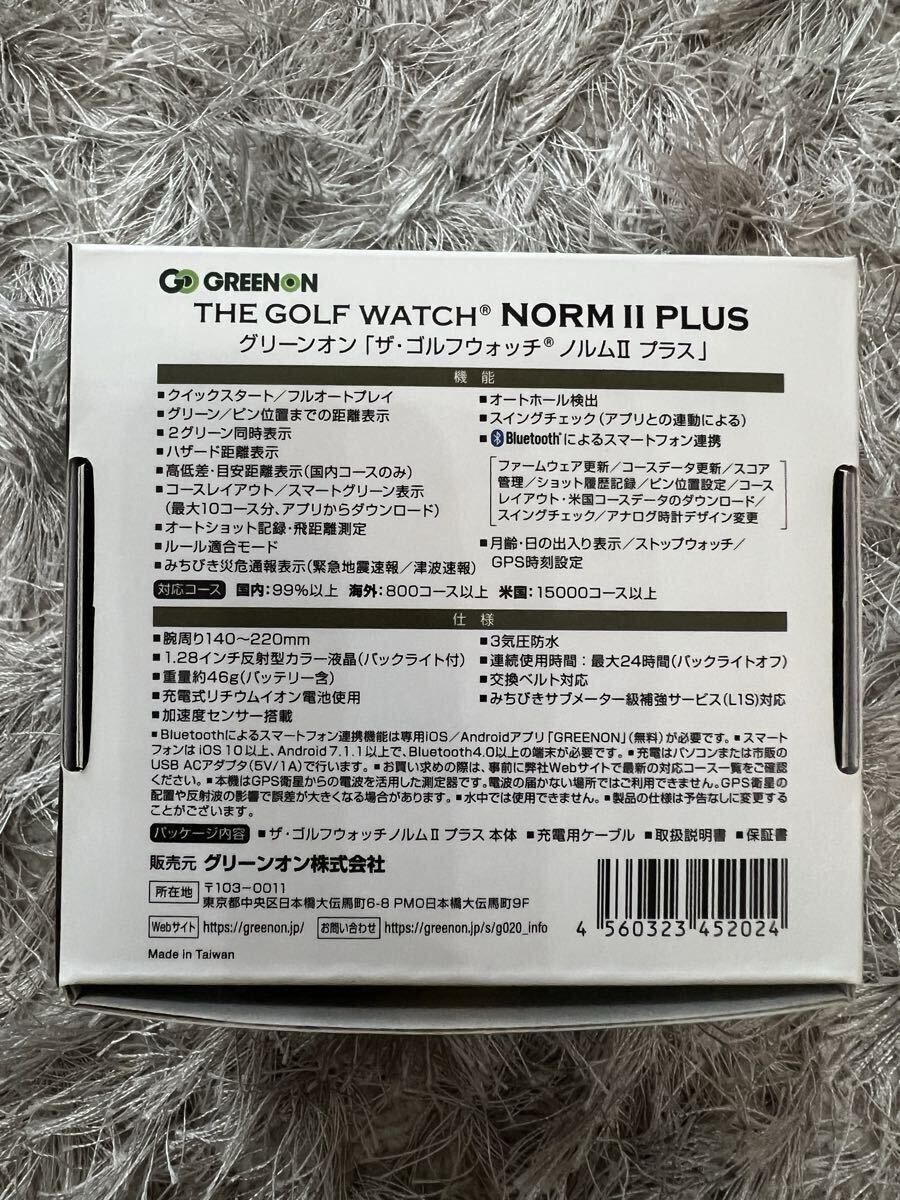 GO GREENON
THE GOLF WATCH® NORM II PLUS
グリーンオン「ザ・ゴルフウォッチ® ノルムⅡ プラス」
機能
■クイックスタート/フルオートプレイ
■グリーン/ピン位置までの距離表示
■2グリーン同時表示
■ハザード距離表示
■高低差・目安距離表示(国内コースのみ)
■コースレイアウト/スマートグリーン表示
(最大10コース分、アプリからダウンロード)
■オートショット記録・飛距離測定
■ルール適合モード
■みちびき災危通報表示(緊急地震速報/津波速報)
■オートホール検出
■スイングチェック(アプリとの連動による)
■Bluetooth®によるスマートフォン連携
ファームウェア更新/コースデータ更新/スコア
管理/ショット履歴記録/ピン位置設定/コース
レイアウト・米国コースデータのダウンロード/
スイングチェック/アナログ時計デザイン変更
■月齢・日の出入り表示/ストップウォッチ/
GPS時刻設定
対応コース 国内:99%以上 海外:800コース以上 米国:15000コース以上
仕様
■腕周り140〜220mm
■1.28インチ反射型カラー液晶(バックライト付)
■重量約46g(バッテリー含)
■充電式リチウムイオン電池使用
■加速度センサー搭載
■3気圧防水
■連続使用時間:最大24時間(バックライトオフ)
■交換ベルト対応
■みちびきサブメーター級補強サービス(L1S)対応
■Bluetoothによるスマートフォン連携機能は専用iOS/Androidアプリ「GREENON」(無料)が必要です。■スマート
フォンは iOS 10以上、Android 7.1.1以上で、Bluetooth4.0以上の端末が必要です。■充電はパソコンまたは市販の
USB ACアダプタ(5V/1A)で行います。■お買い求めの際は、事前に弊社Webサイトで最新の対応コース一覧をご確認
ください。■本機はGPS衛星からの電波を活用した測定器です。電波の届かない場所ではご利用できません。GPS衛星の
配置や反射波の影響で誤差が大きくなる場合があります。■水中では使用できません。■製品の仕様は予告なしに変更する
ことがございます。
パッケージ内容 ■ザ・ゴルフウォッチノルムⅡ プラス 本体 ■充電用ケーブル ■取扱説明書 ■保証書
販売元 グリーンオン株式会社
所在地 〒103-0011
東京都中央区日本橋大伝馬町6-8 PMO日本橋大伝馬町9F
Webサイト https://greenon.jp/ お問い合わせ https://greenon.jp/s/g020_info
Made in Taiwan
4 560323 452024